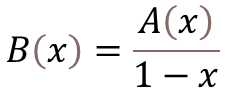 B(x) = A(x) / (1 − x)